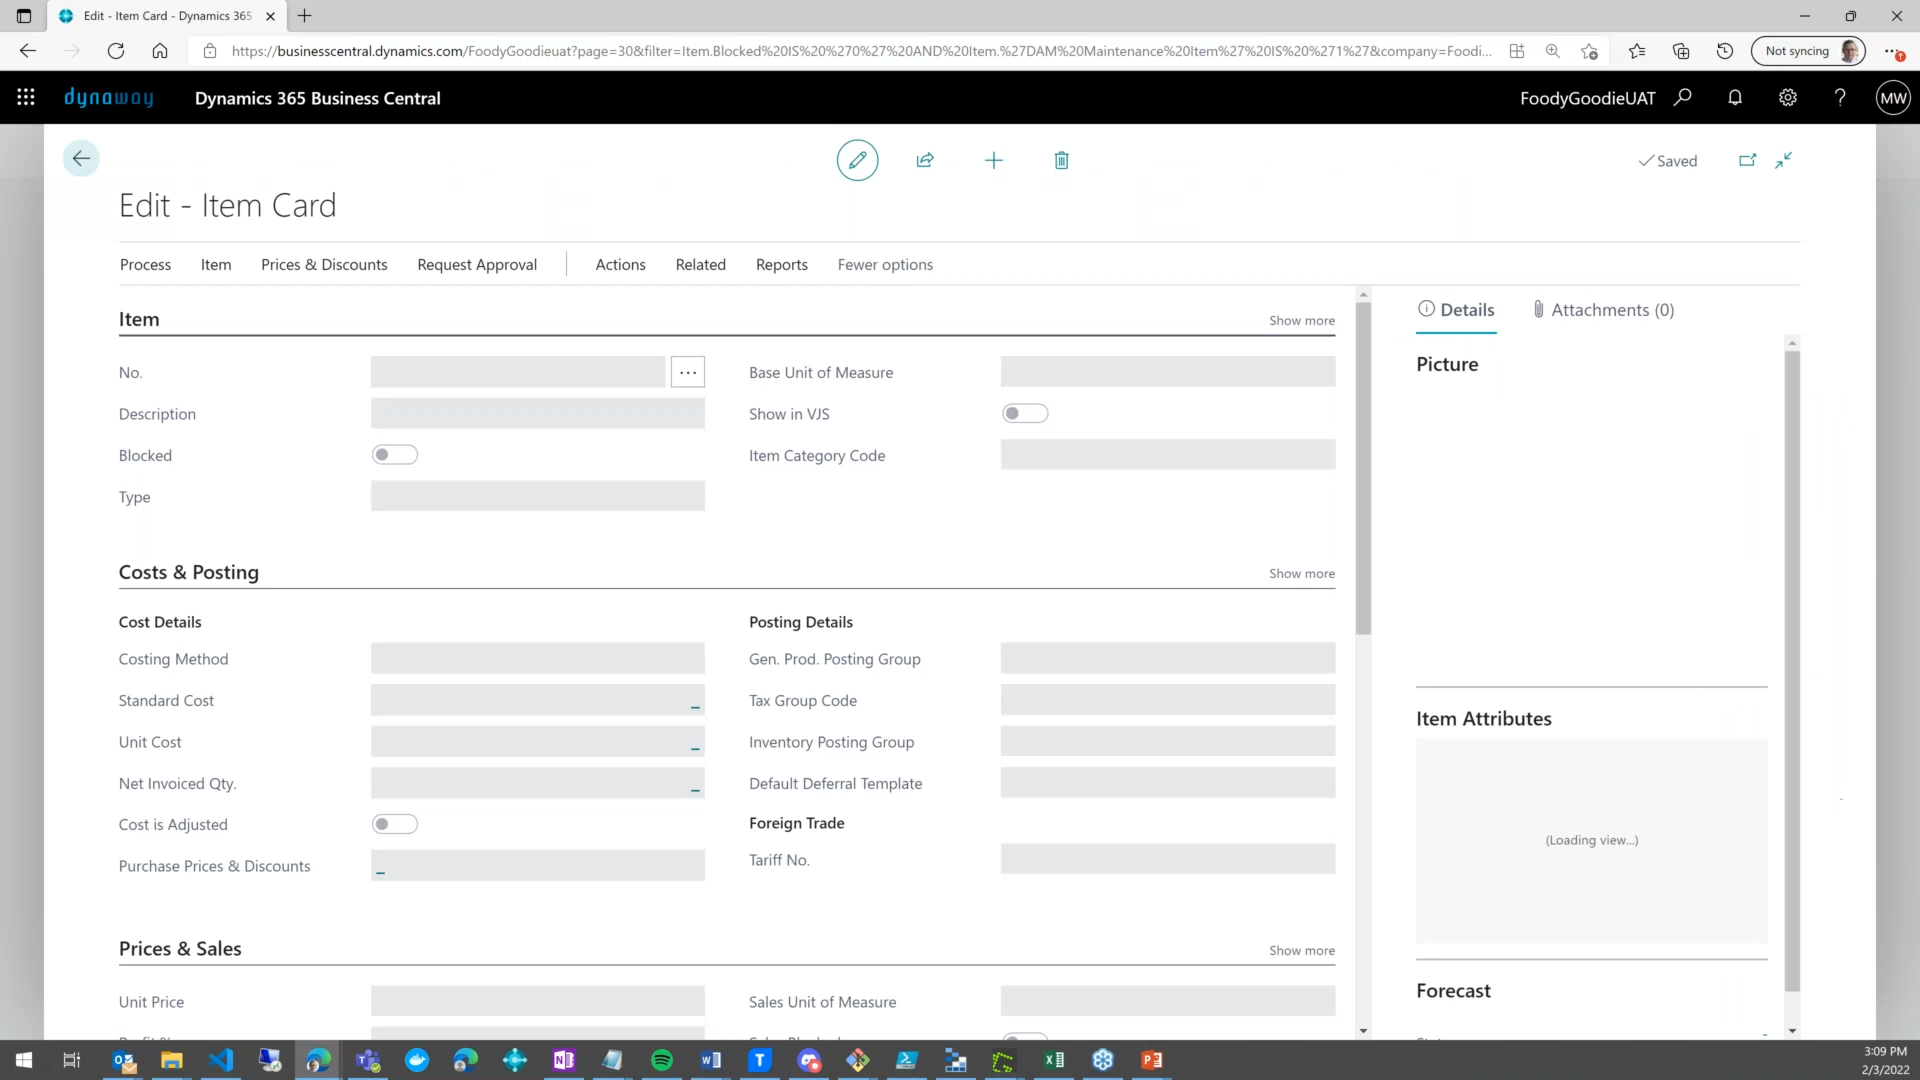 Edit - Item Card - Dynamics 365
https://businesscentral.dynamics.com/FoodyGoodieuat?page=30&filter=Item.Blocked%20IS%20%270%27%20AND%20Item.%27DAM%20Maintenance%20Item%27%20IS%20%271%27&company=Foodi...
Not syncing
dynaway
Dynamics 365 Business Central
FoodyGoodieUAT
?
MW
Saved
Edit - Item Card
Process
Item
Prices & Discounts
Request Approval
Actions
Related
Reports
Fewer options
Item
Show more
No.
...
Base Unit of Measure
Description
Show in VJS
Blocked
Item Category Code
Type
Costs & Posting
Show more
Cost Details
Posting Details
Costing Method
Gen. Prod. Posting Group
Standard Cost
Tax Group Code
Unit Cost
Inventory Posting Group
Net Invoiced Qty.
Default Deferral Template
Cost is Adjusted
Foreign Trade
Purchase Prices & Discounts
Tariff No.
Prices & Sales
Show more
Unit Price
Sales Unit of Measure
Details
Attachments (0)
Picture
Item Attributes
(Loading view...)
Forecast
3:09 PM
2/3/2022